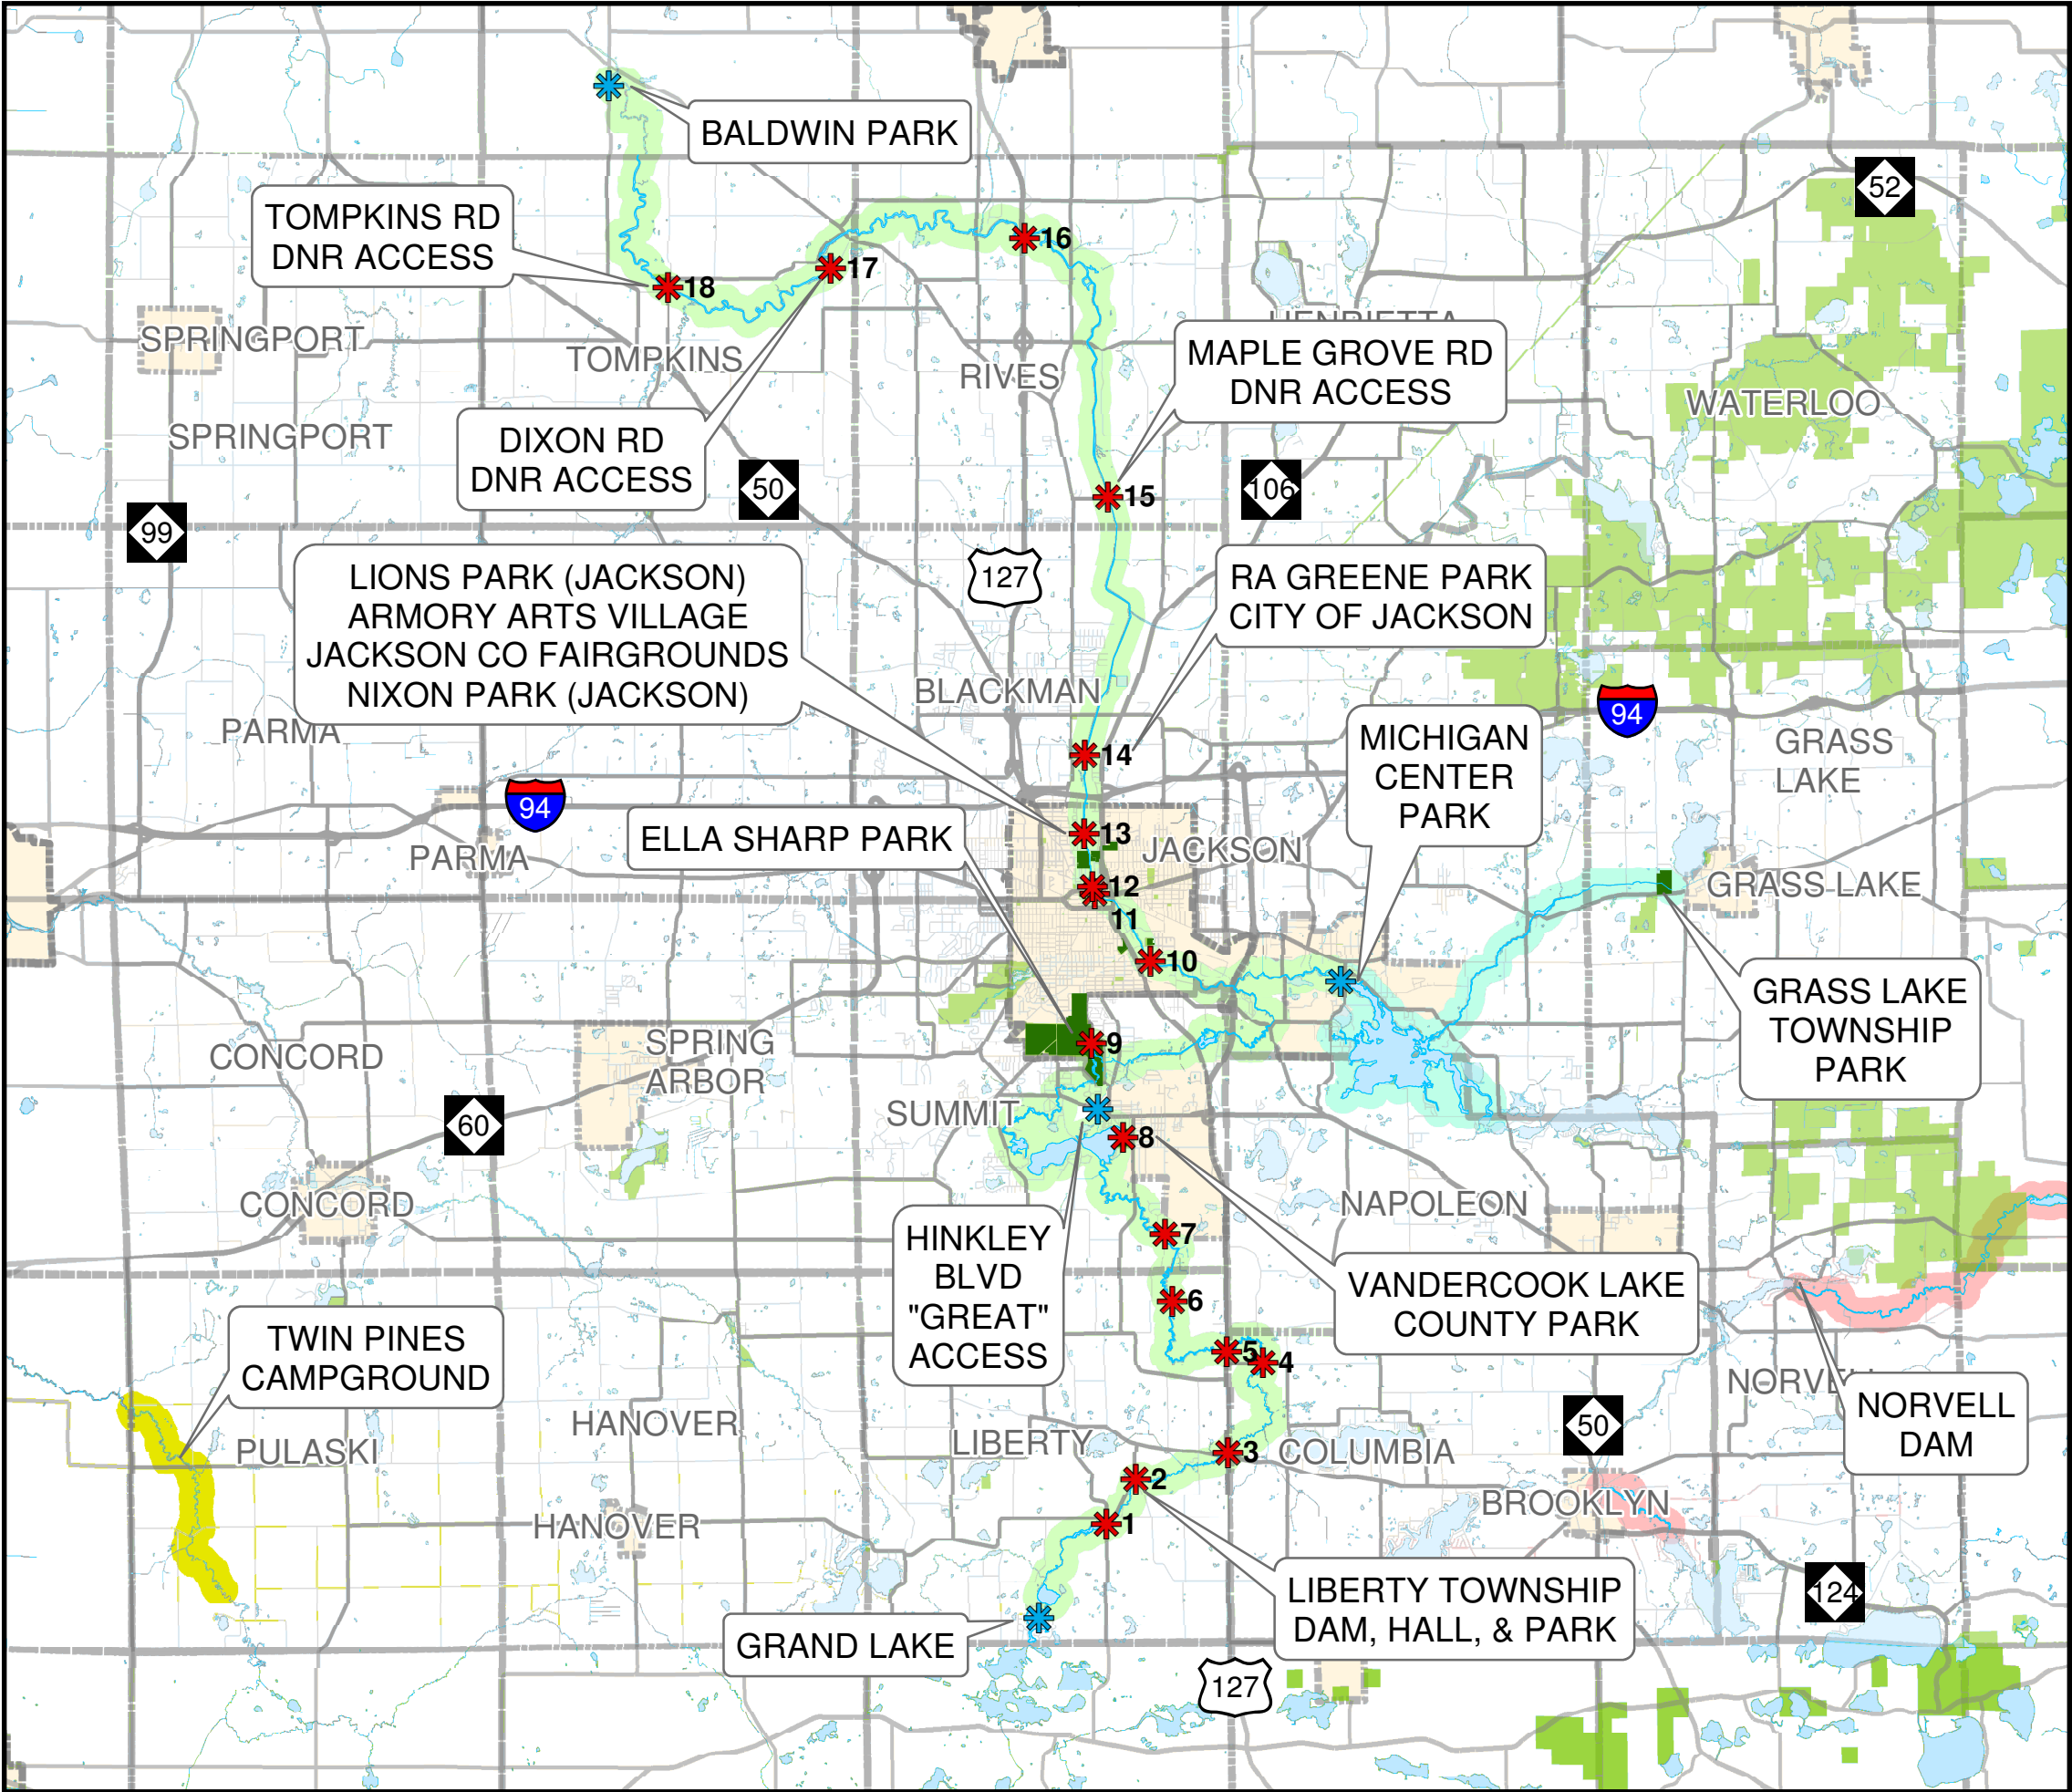 BALDWIN PARK
52
TOMPKINS RD
DNR ACCESS
16
17
18
SPRINGPORT
TOMPKINS
RIVES
HENRIETTA
MAPLE GROVE RD
DNR ACCESS
WATERLOO
SPRINGPORT
DIXON RD
DNR ACCESS
50
106
15
99
127
LIONS PARK (JACKSON)
ARMORY ARTS VILLAGE
JACKSON CO FAIRGROUNDS
NIXON PARK (JACKSON)
RA GREENE PARK
CITY OF JACKSON
BLACKMAN
94
PARMA
14
MICHIGAN
CENTER
PARK
GRASS
LAKE
94
ELLA SHARP PARK
13
JACKSON
PARMA
12
GRASS LAKE
11
10
GRASS LAKE
TOWNSHIP
PARK
9
CONCORD
SPRING
ARBOR
SUMMIT
60
8
CONCORD
NAPOLEON
7
HINKLEY
BLVD
"GREAT"
ACCESS
VANDERCOOK LAKE
COUNTY PARK
6
TWIN PINES
CAMPGROUND
5
4
NORVELL
NORVELL
DAM
50
HANOVER
LIBERTY
PULASKI
3
COLUMBIA
2
BROOKLYN
1
HANOVER
124
LIBERTY TOWNSHIP
DAM, HALL, & PARK
GRAND LAKE
127